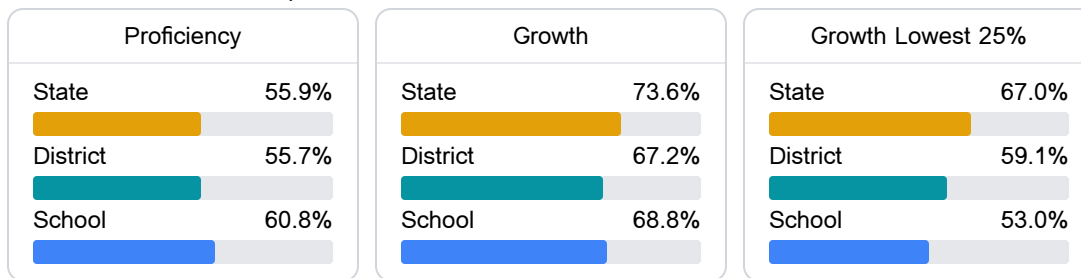 Proficiency
State 55.9%
District 55.7%
School 60.8%
Growth
State 73.6%
District 67.2%
School 68.8%
Growth Lowest 25%
State 67.0%
District 59.1%
School 53.0%